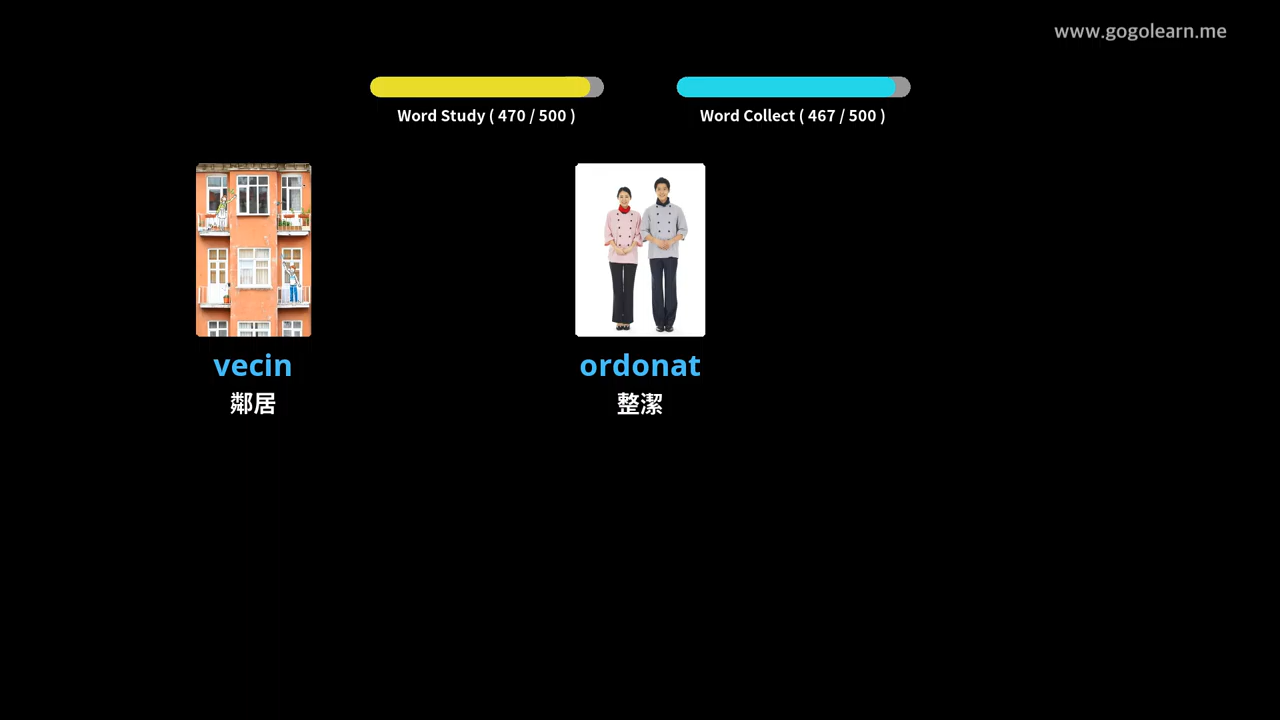 www.gogolearn.me
Word Study ( 470 / 500 )
Word Collect ( 467 / 500 )
vecin
鄰居
ordonat
整潔